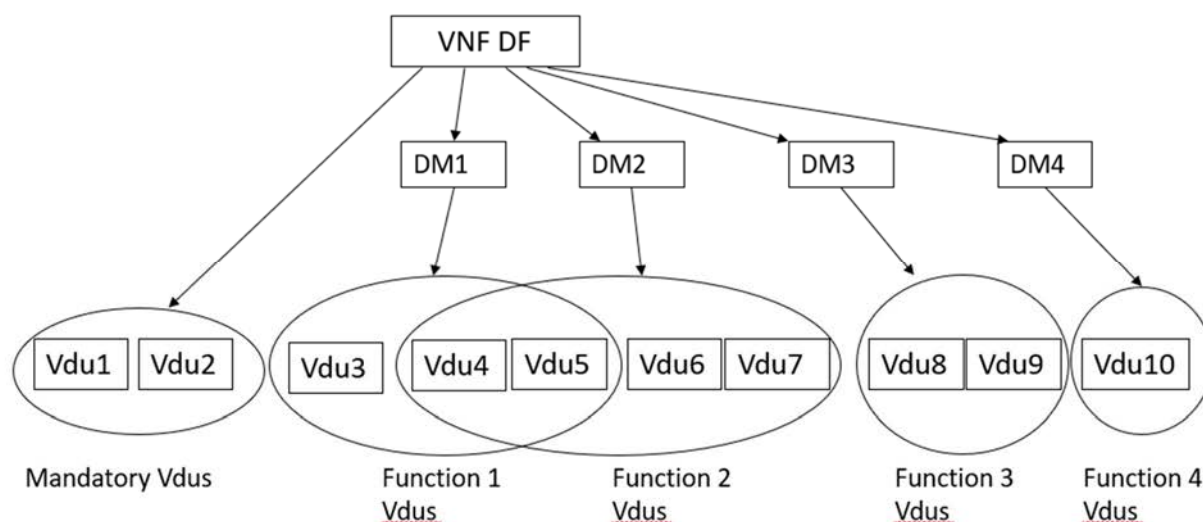 VNF DF
DM1
DM2
DM3
DM4
Vdu1
Vdu2
Vdu3
Vdu4
Vdu5
Vdu6
Vdu7
Vdu8
Vdu9
Vdu10
Mandatory Vdus
Function 1
Vdus
Function 2
Vdus
Function 3
Vdus
Function 4
Vdus